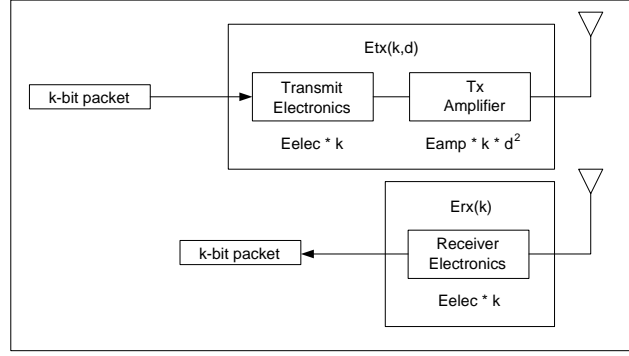 Etx(k,d)
k-bit packet
Transmit
Electronics
Tx
Amplifier
Eelec * k
Eamp * k * d²
Erx(k)
k-bit packet
Receiver
Electronics
Eelec * k